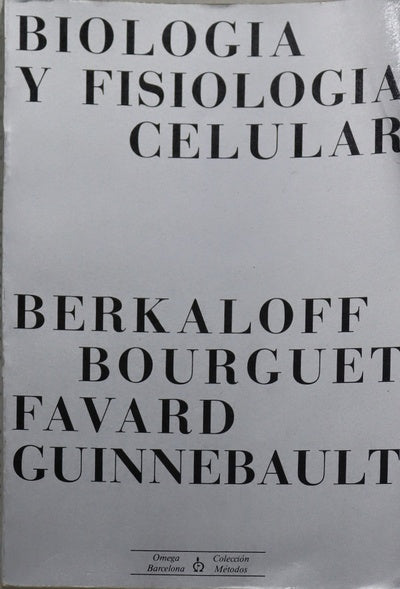 BIOLOGIA
Y FISIOLOGIA
CELULAR
BERKALOFF
BOURGUET
FAVARD
GUINNEBAULT
Omega Colección
Barcelona Métodos